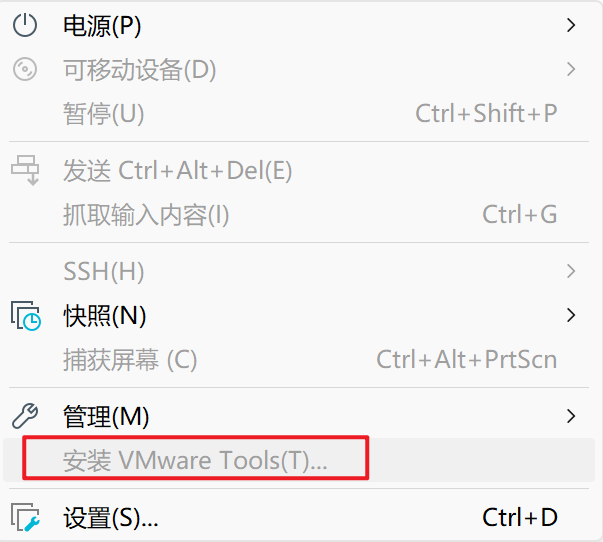 电源(P)
可移动设备(D)
暂停(U) Ctrl+Shift+P
发送 Ctrl+Alt+Del(E)
抓取输入内容(I) Ctrl+G
SSH(H)
快照(N)
捕获屏幕 (C) Ctrl+Alt+PrtScn
管理(M)
安装 VMware Tools(T)...
设置(S)... Ctrl+D